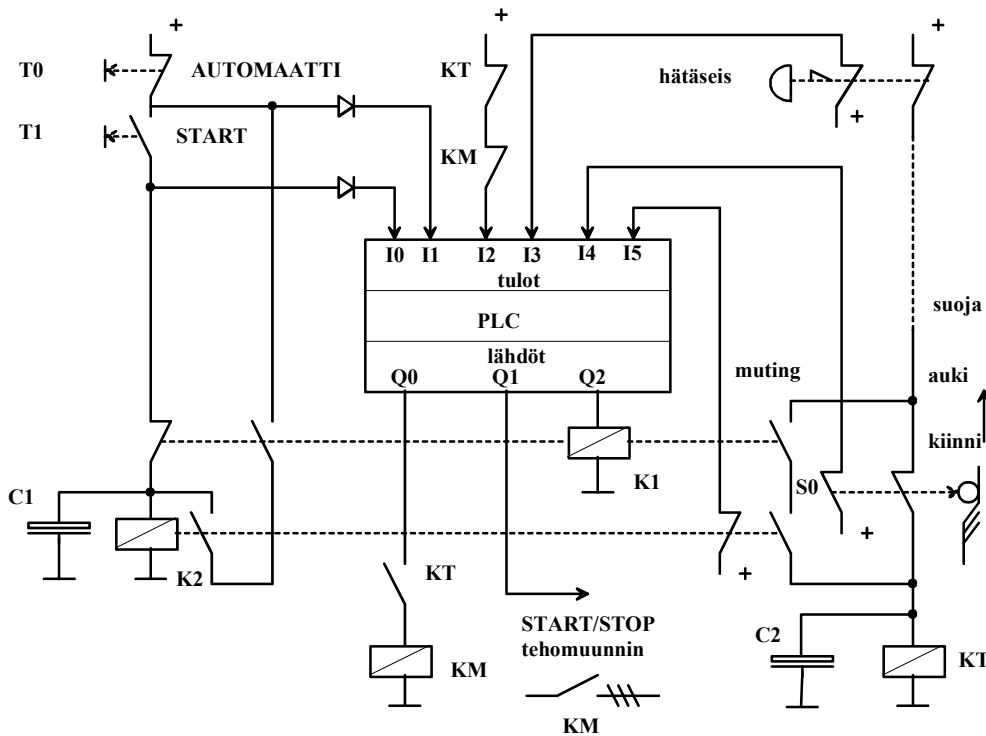 +
+
+
T0
AUTOMAATTI
KT
hätäseis
T1
START
KM
+
I0 I1 I2 I3 I4 I5
tulot
PLC
suoja
lähdöt
Q0 Q1 Q2
muting
auki
kiinni
K1
S0
C1
+
K2
KT
+
START/STOP
tehomuunnin
C2
KM
KT
KM